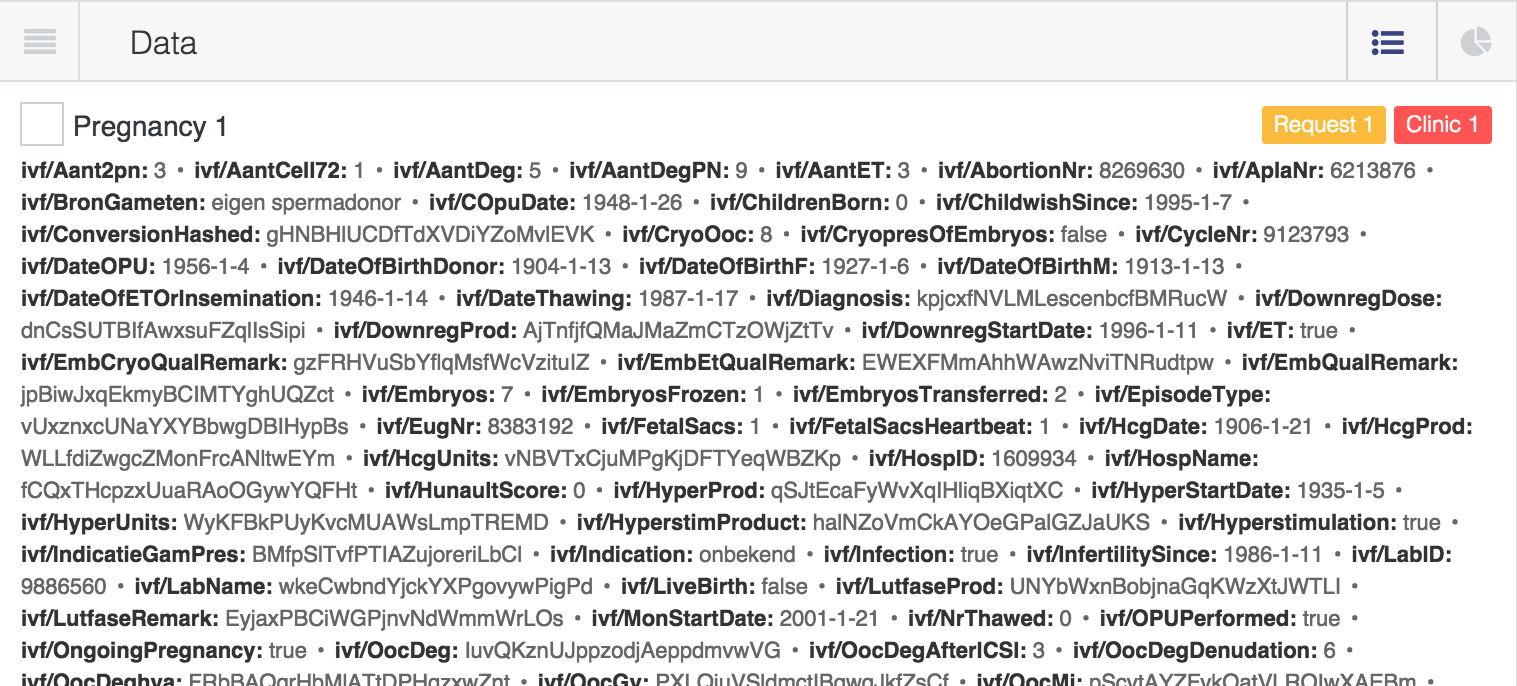 Data
Pregnancy 1 Request 1 Clinic 1
ivf/Aant2pn: 3 • ivf/AantCell72: 1 • ivf/AantDeg: 5 • ivf/AantDegPN: 9 • ivf/AantET: 3 • ivf/AbortionNr: 8269630 • ivf/AplaNr: 6213876 •
ivf/BronGameten: eigen spermadonor • ivf/COpuDate: 1948-1-26 • ivf/ChildrenBorn: 0 • ivf/ChildwishSince: 1995-1-7 •
ivf/ConversionHashed: gHNBHIUCDfTdXVDiYZoMvlEVK • ivf/CryoOoc: 8 • ivf/CryopresOfEmbryos: false • ivf/CycleNr: 9123793 •
ivf/DateOPU: 1956-1-4 • ivf/DateOfBirthDonor: 1904-1-13 • ivf/DateOfBirthF: 1927-1-6 • ivf/DateOfBirthM: 1913-1-13 •
ivf/DateOfETOrInsemination: 1946-1-14 • ivf/DateThawing: 1987-1-17 • ivf/Diagnosis: kpjcxfNVLMLescenbcfBMRucW • ivf/DownregDose:
dnCsSUTBIfAwxsuFZqlIsSipi • ivf/DownregProd: AjTnfjfQMaJMaZmCTzOWjZtTv • ivf/DownregStartDate: 1996-1-11 • ivf/ET: true •
ivf/EmbCryoQualRemark: gzFRHVuSbYflqMsfWcVzituIZ • ivf/EmbEtQualRemark: EWEXFMmAhhWAwzNviTNRudtpw • ivf/EmbQualRemark:
jpBiwJxqEkmyBCIMTYghUQZct • ivf/Embryos: 7 • ivf/EmbryosFrozen: 1 • ivf/EmbryosTransferred: 2 • ivf/EpisodeType:
vUxznxcUNaYXYBbwgDBIHypBs • ivf/EugNr: 8383192 • ivf/FetalSacs: 1 • ivf/FetalSacsHeartbeat: 1 • ivf/HcgDate: 1906-1-21 • ivf/HcgProd:
WLLfdiZwgcZMonFrcANltwEYm • ivf/HcgUnits: vNBVTxCjuMPgKjDFTYeqWBZKp • ivf/HospID: 1609934 • ivf/HospName:
fCQxTHcpzxUuaRAoOGywYQFHt • ivf/HunaultScore: 0 • ivf/HyperProd: qSJtEcaFyWvXqIHliqBXiqtXC • ivf/HyperStartDate: 1935-1-5 •
ivf/HyperUnits: WyKFBkPUyKvcMUAWsLmpTREMD • ivf/HyperstimProduct: halNZoVmCkAYOeGPalGZJaUKS • ivf/Hyperstimulation: true •
ivf/IndicatieGamPres: BMfpSlTvfPTIAZujoreriLbCl • ivf/Indication: onbekend • ivf/Infection: true • ivf/InfertilitySince: 1986-1-11 • ivf/LabID:
9886560 • ivf/LabName: wkeCwbndYjckYXPgovywPigPd • ivf/LiveBirth: false • ivf/LutfaseProd: UNYbWxnBobjnaGqKWzXtJWTLI •
ivf/LutfaseRemark: EyjaxPBCiWGPjnvNdWmmWrLOs • ivf/MonStartDate: 2001-1-21 • ivf/NrThawed: 0 • ivf/OPUPerformed: true •
ivf/OngoingPregnancy: true • ivf/OocDeg: IuvQKznUJppzodjAeppdmvwVG • ivf/OocDegAfterICSI: 3 • ivf/OocDegDenudation: 6 •